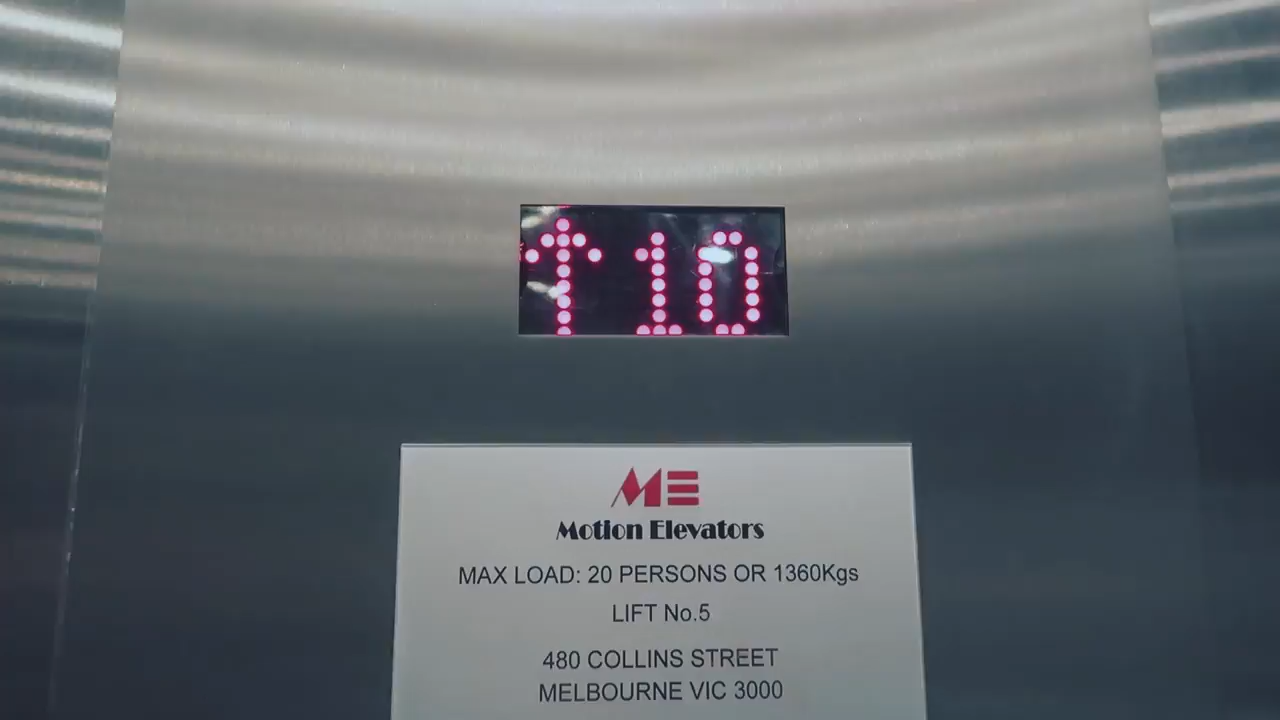 ↑ 10
ME
Motion Elevators
MAX LOAD: 20 PERSONS OR 1360Kgs
LIFT No.5
480 COLLINS STREET
MELBOURNE VIC 3000